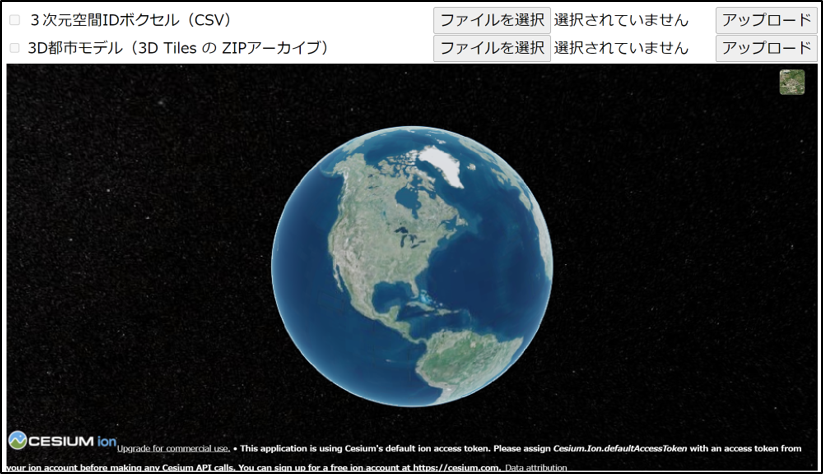 ３次元空間IDボクセル（CSV） ファイルを選択 選択されていません アップロード
3D都市モデル（3D Tiles の ZIPアーカイブ） ファイルを選択 選択されていません アップロード
CESIUM ion Upgrade for commercial use. • This application is using Cesium's default ion access token. Please assign Cesium.Ion.defaultAccessToken with an access token from
your ion account before making any Cesium API calls. You can sign up for a free ion account at https://cesium.com. Data attribution